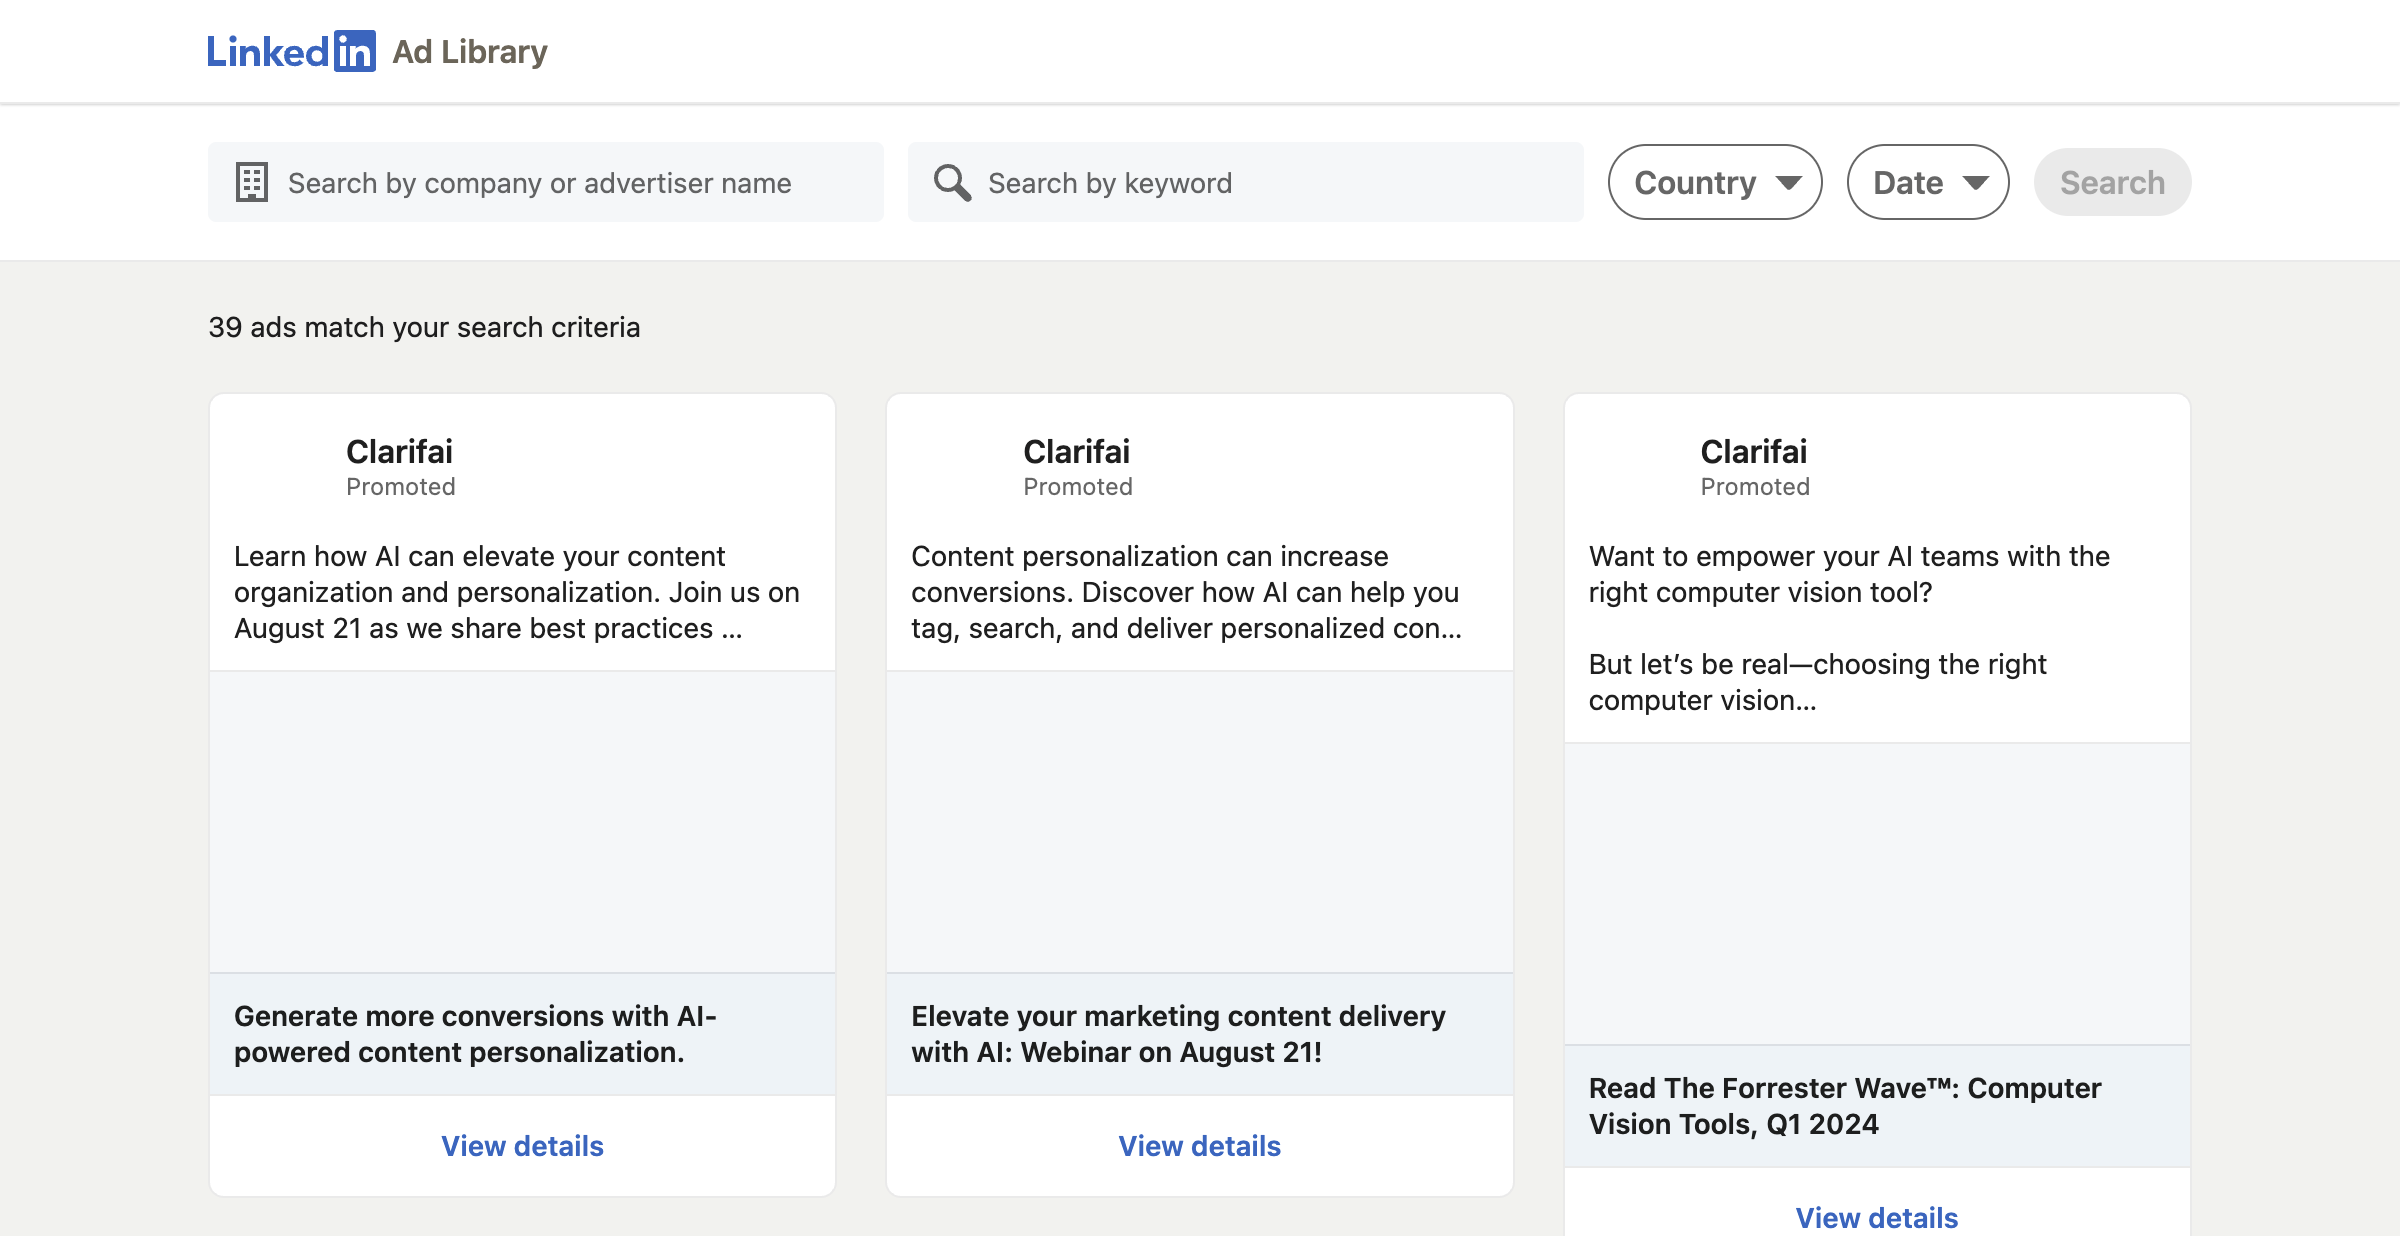 LinkedIn Ad Library
Search by company or advertiser name
Search by keyword
Country
Date
Search
39 ads match your search criteria
Clarifai
Promoted
Learn how AI can elevate your content
organization and personalization. Join us on
August 21 as we share best practices ...
Generate more conversions with AI-
powered content personalization.
View details
Clarifai
Promoted
Content personalization can increase
conversions. Discover how AI can help you
tag, search, and deliver personalized con...
Elevate your marketing content delivery
with AI: Webinar on August 21!
View details
Clarifai
Promoted
Want to empower your AI teams with the
right computer vision tool?
But let’s be real—choosing the right
computer vision...
Read The Forrester Wave™: Computer
Vision Tools, Q1 2024
View details